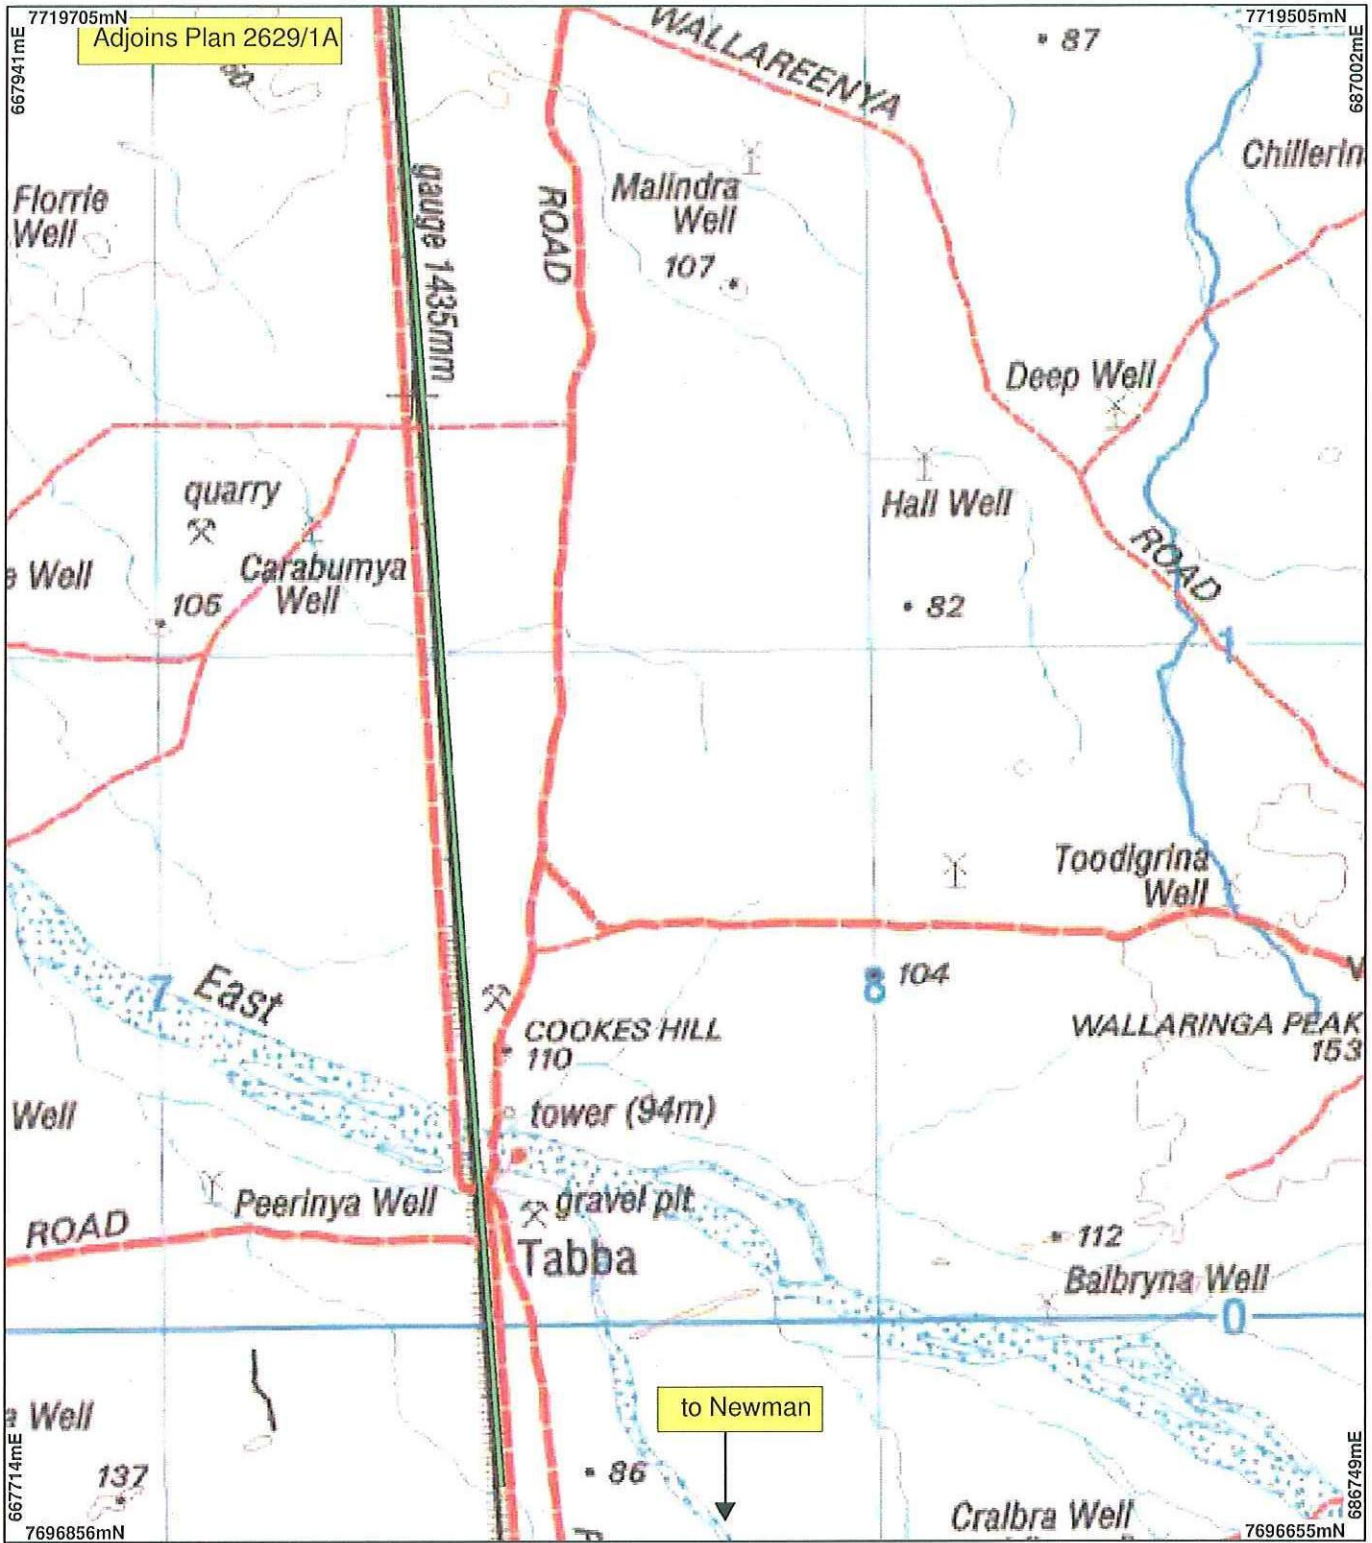 7719705mN
7719505mN
Adjoins Plan 2629/1A
667941mE
687002mE
WALLAREENYA
87
60
Chillerin
Florrie
Well
gauge 1435mm
ROAD
Malindra
Well
107
Deep Well
quarry
Hall Well
ROAD
e Well
Carabumya
Well
105
82
1
Toodigrina
Well
7
East
8
104
COOKES HILL
110
WALLARINGA PEAK
153
Well
tower (94m)
Peerinya Well
gravel pit
ROAD
112
Tabba
Balbryna Well
0
to Newman
Well
667714mE
686749mE
137
86
Cralbra Well
7696856mN
7696655mN